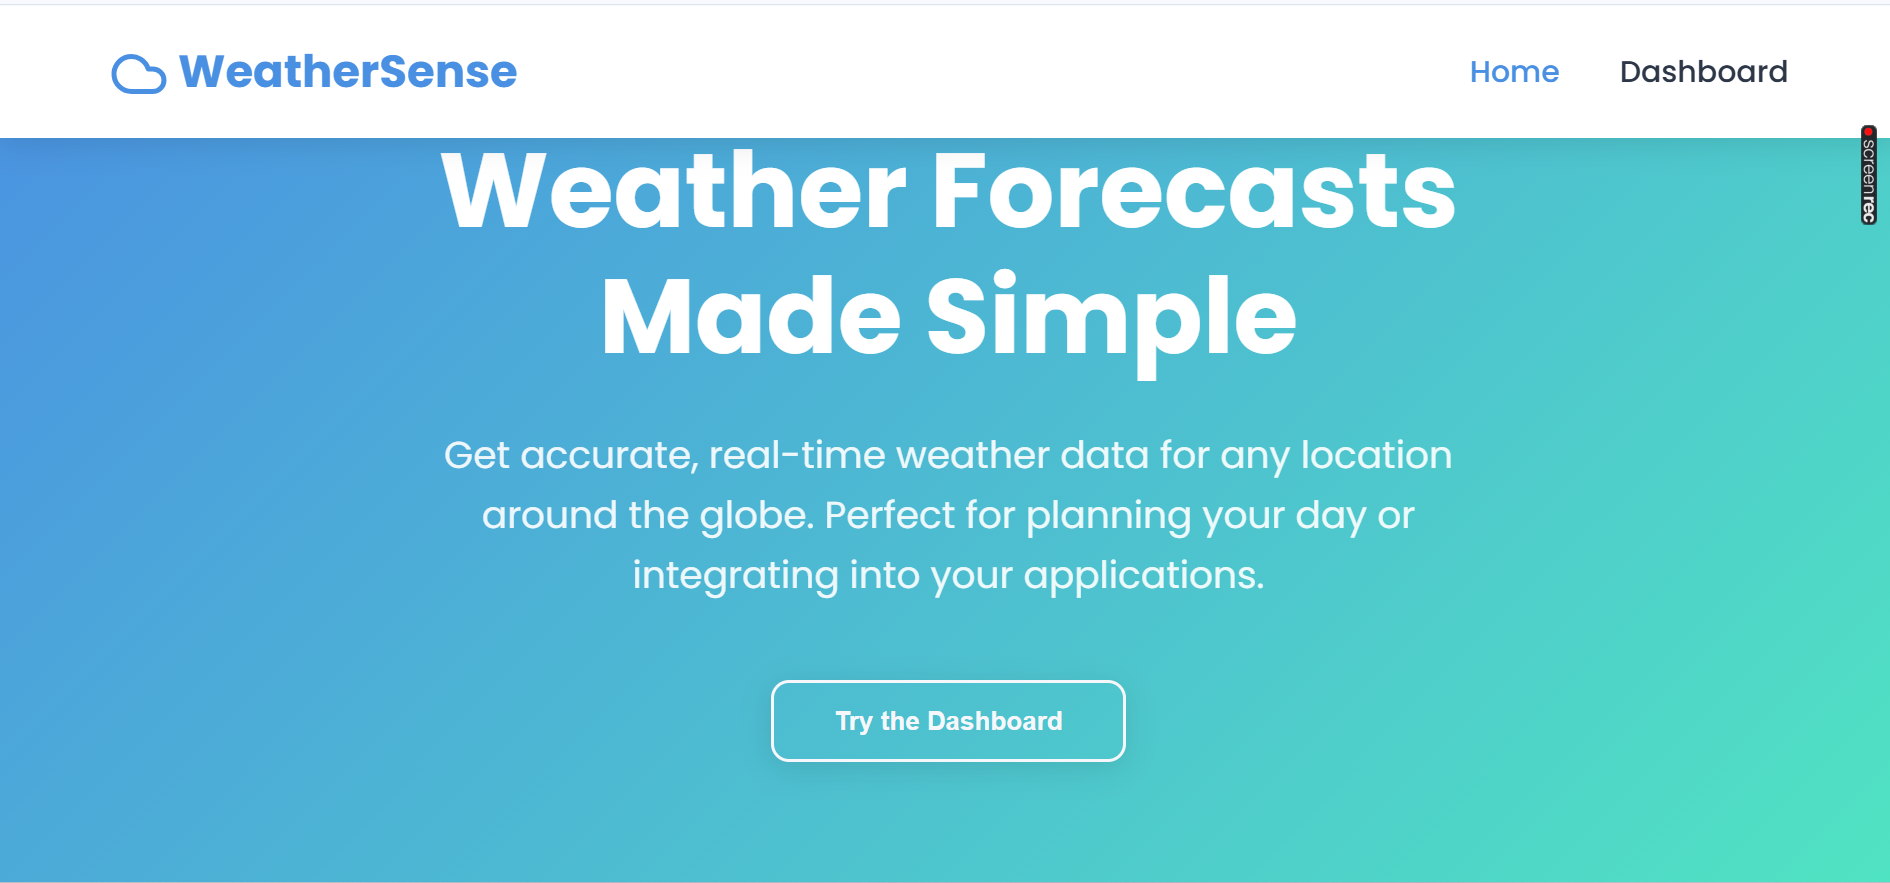 WeatherSense
Home
Dashboard
screenrec
Weather Forecasts
Made Simple
Get accurate, real-time weather data for any location
around the globe. Perfect for planning your day or
integrating into your applications.
Try the Dashboard